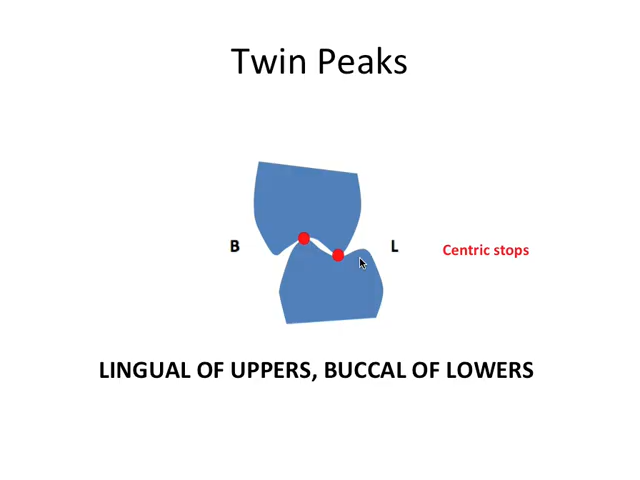 Twin Peaks
B
L
Centric stops
LINGUAL OF UPPERS, BUCCAL OF LOWERS